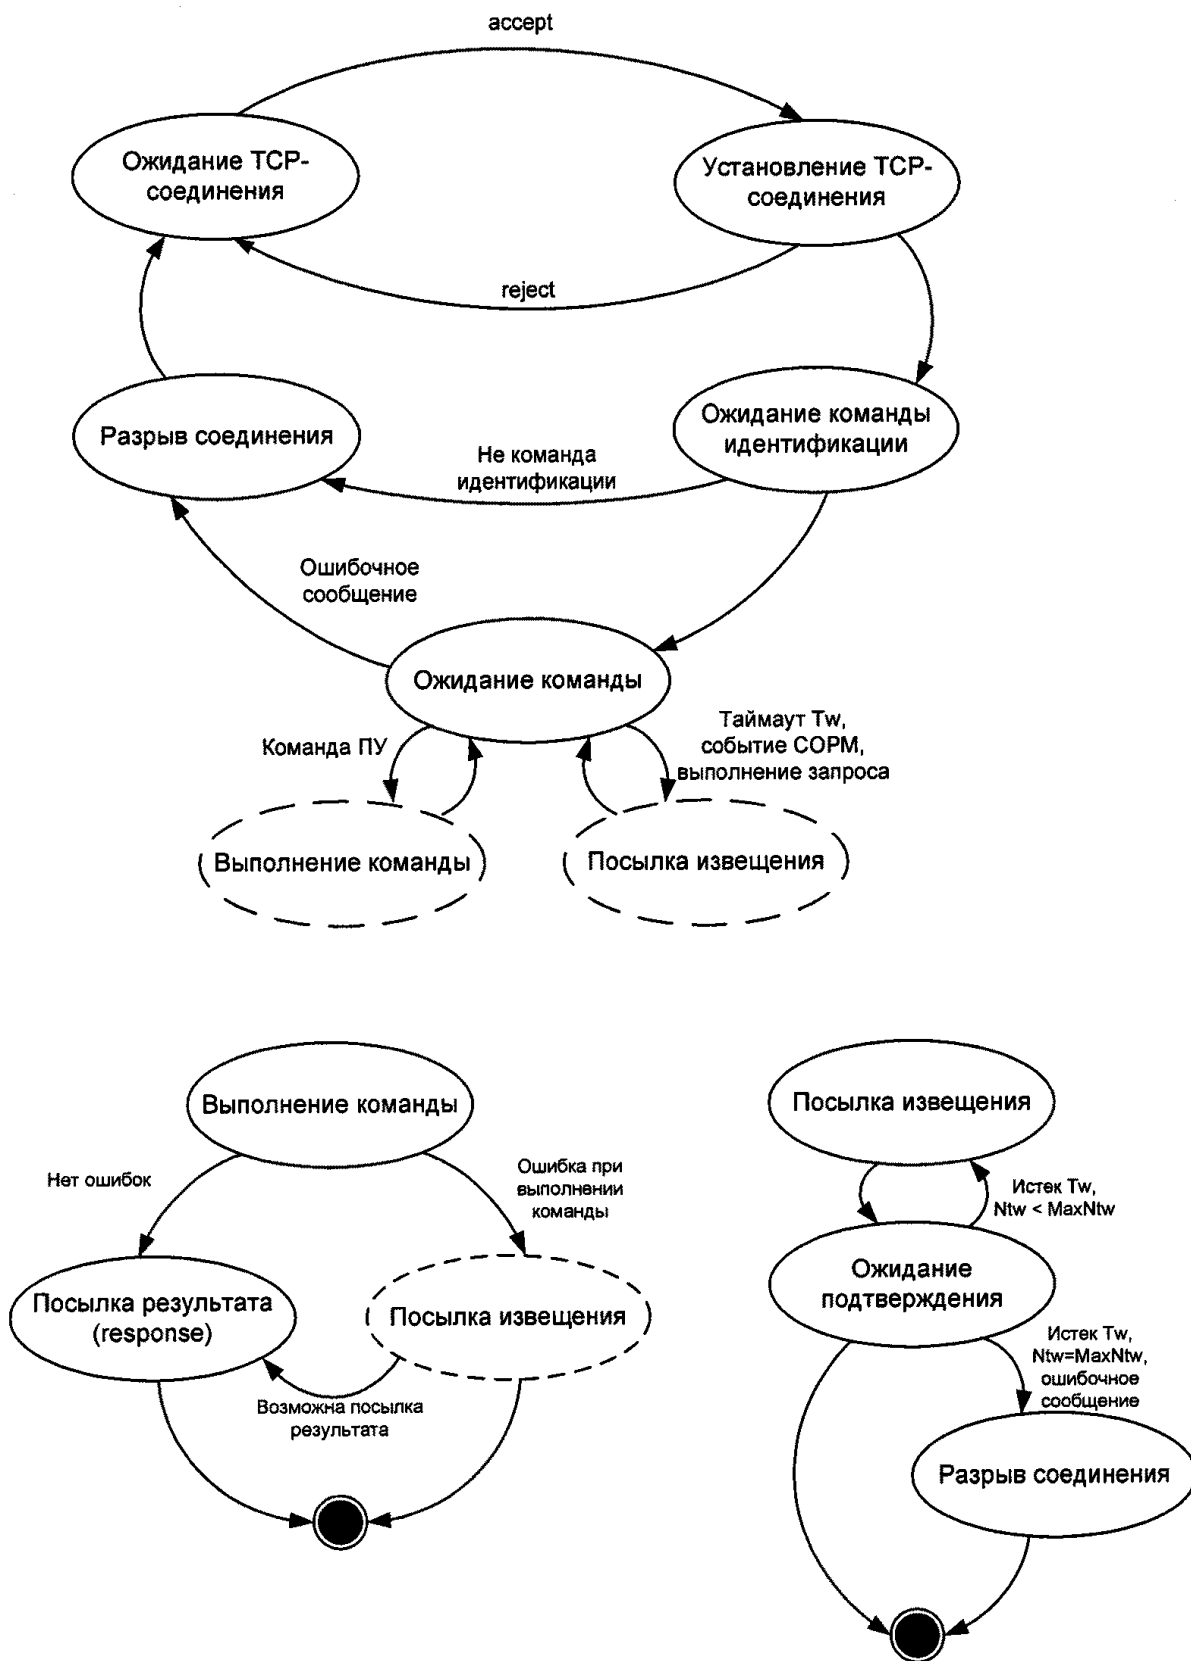 accept
Ожидание TCP-
соединения
Установление TCP-
соединения
reject
Разрыв соединения
Ожидание команды
идентификации
Не команда
идентификации
Ошибочное
сообщение
Ожидание команды
Команда ПУ
Таймаут Tw,
событие СОРМ,
выполнение запроса
Выполнение команды
Посылка извещения
Выполнение команды
Нет ошибок
Ошибка при
выполнении
команды
Посылка результата
(response)
Посылка извещения
Возможна посылка
результата
Посылка извещения
Истек Tw,
Ntw < MaxNtw
Ожидание
подтверждения
Истек Tw,
Ntw=MaxNtw,
ошибочное
сообщение
Разрыв соединения